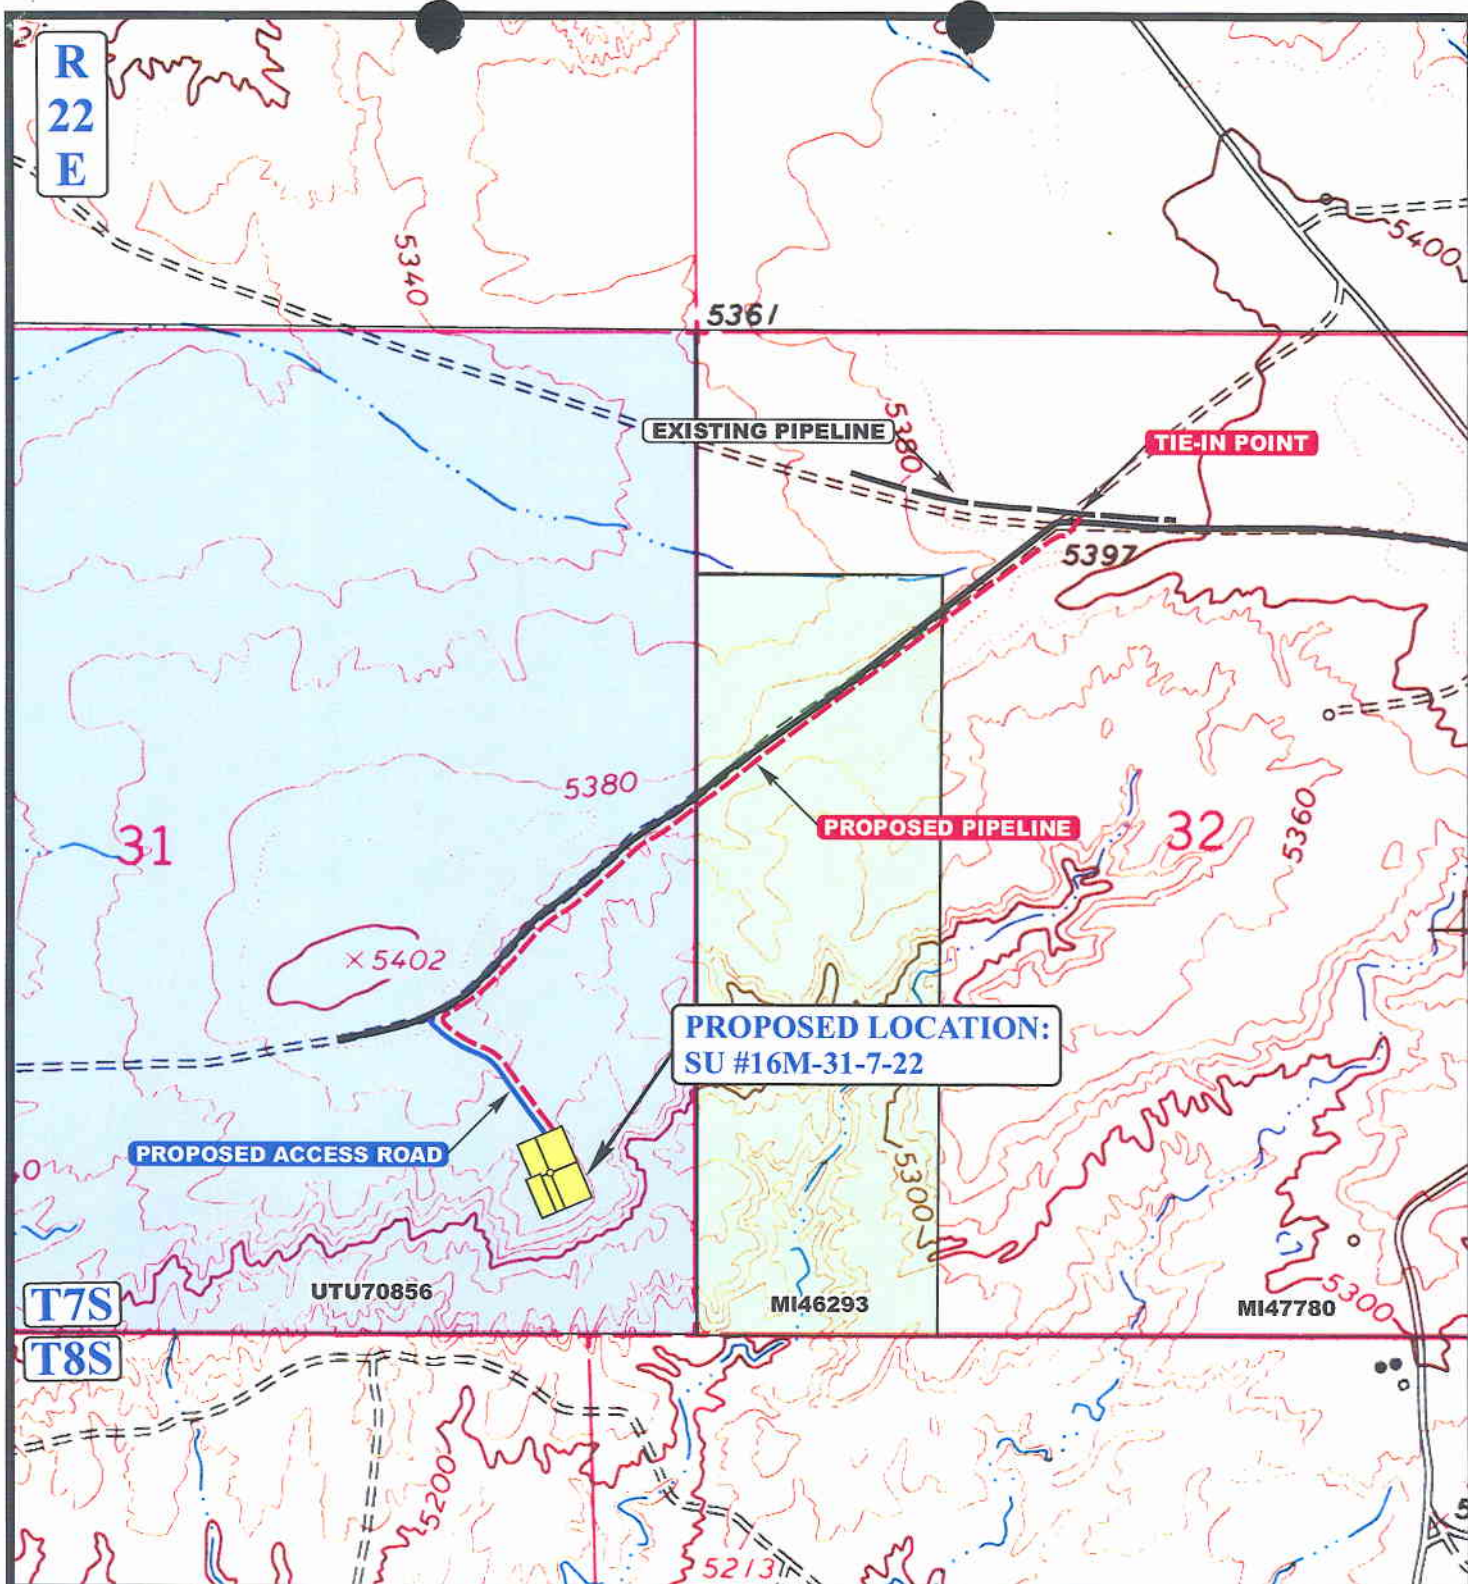 R
22
E
5340
5400
5361
EXISTING PIPELINE
5380
TIE-IN POINT
5397
5380
PROPOSED PIPELINE
31
32
5360
×5402
PROPOSED LOCATION:
SU #16M-31-7-22
PROPOSED ACCESS ROAD
5300
UTU70856
MI46293
MI47780
5300
T7S
T8S
5200
5213